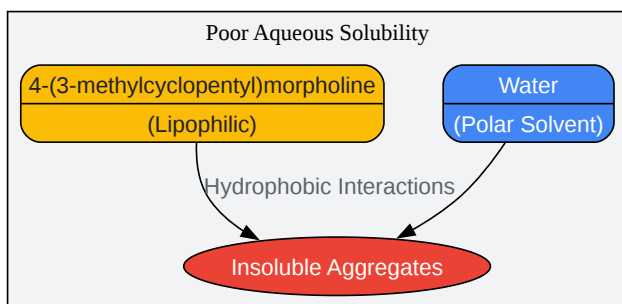 Poor Aqueous Solubility
4-(3-methylcyclopentyl)morpholine
(Lipophilic)
Water
(Polar Solvent)
Hydrophobic Interactions
Insoluble Aggregates